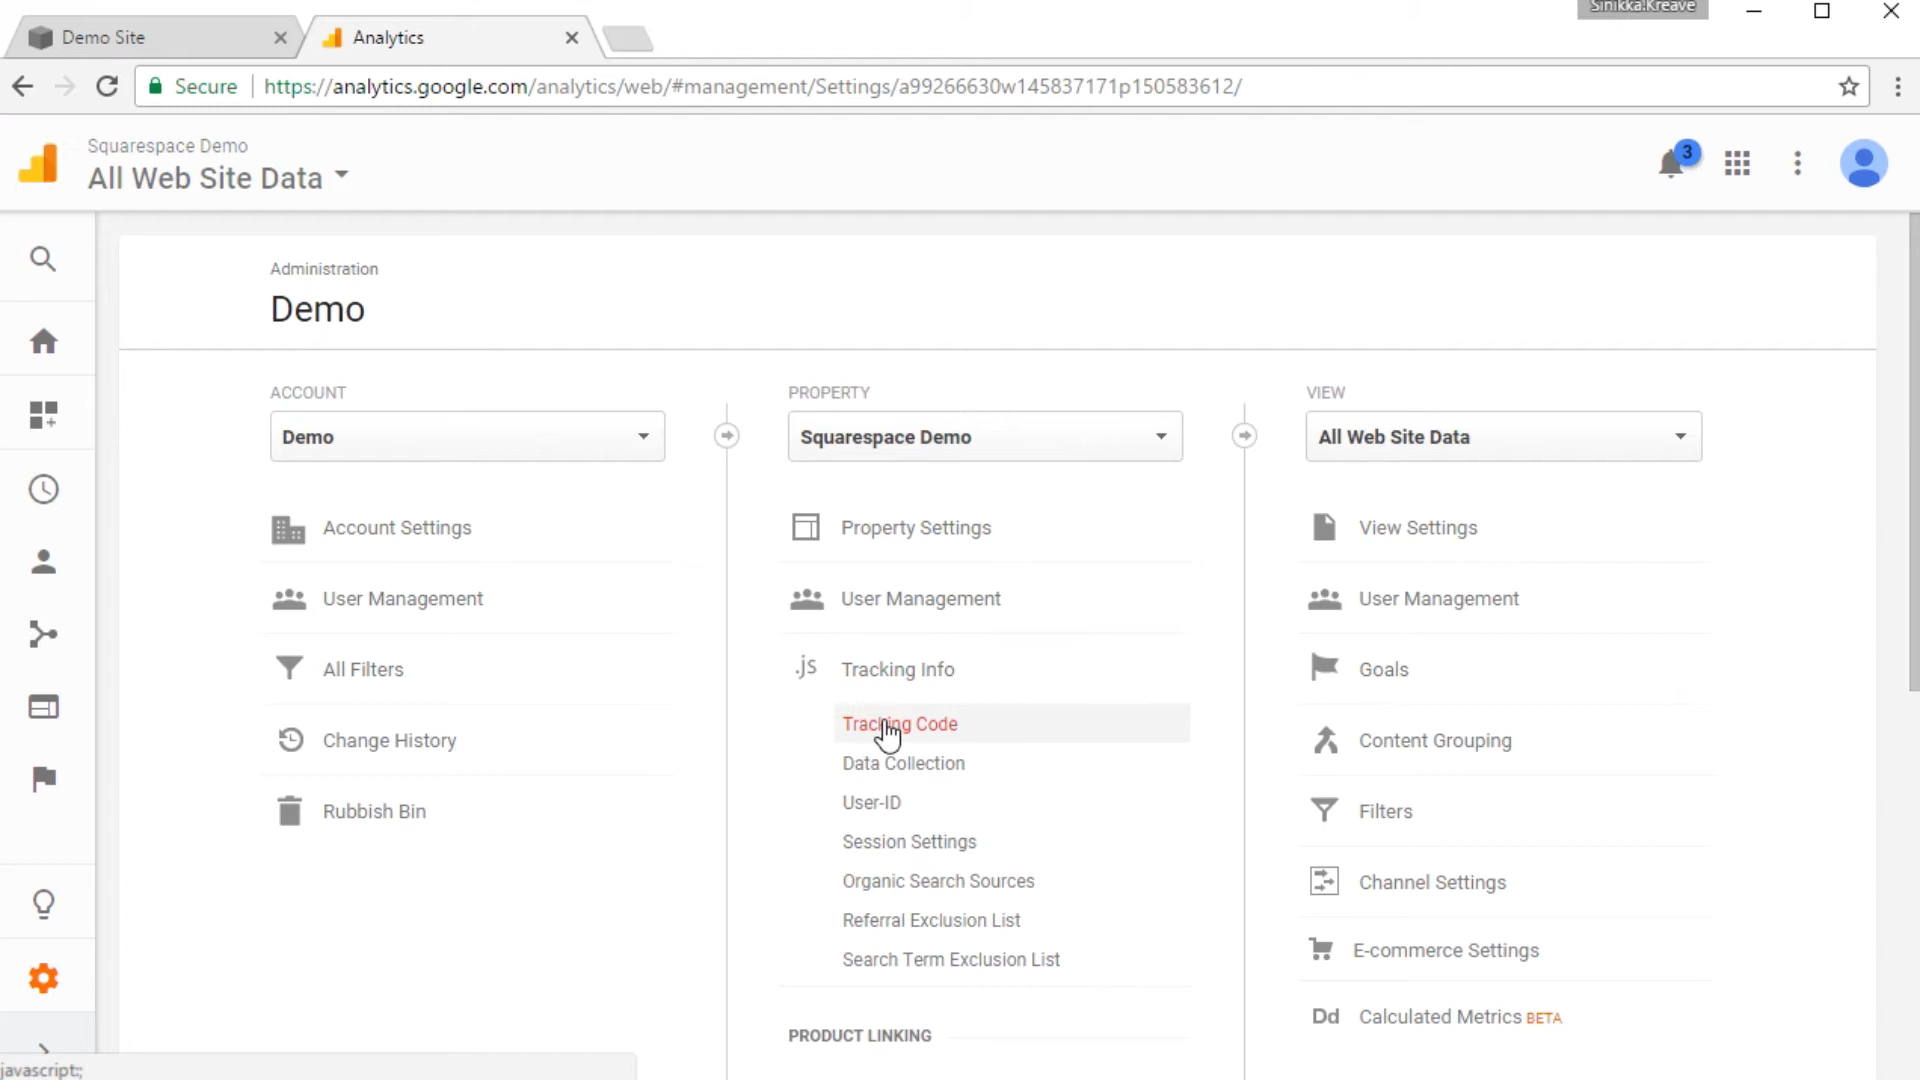 Sinikka.Kreave
Demo Site
Analytics
Secure
https://analytics.google.com/analytics/web/#management/Settings/a99266630w145837171p150583612/
Squarespace Demo
All Web Site Data
3
Administration
Demo
ACCOUNT
Demo
Account Settings
User Management
All Filters
Change History
Rubbish Bin
PROPERTY
Squarespace Demo
Property Settings
User Management
.js Tracking Info
Tracking Code
Data Collection
User-ID
Session Settings
Organic Search Sources
Referral Exclusion List
Search Term Exclusion List
PRODUCT LINKING
VIEW
All Web Site Data
View Settings
User Management
Goals
Content Grouping
Filters
Channel Settings
E-commerce Settings
Dd Calculated Metrics BETA
javascript:;